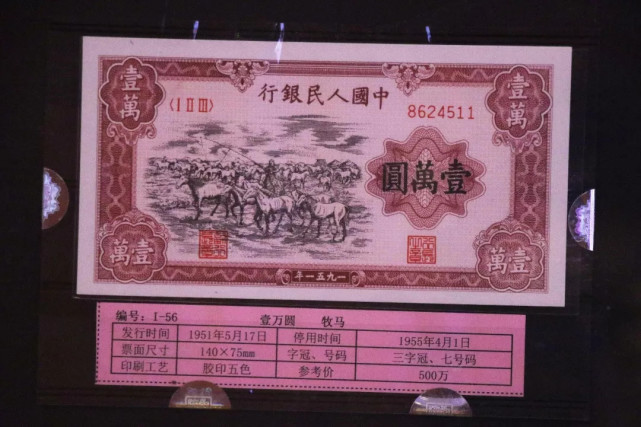 中國人民銀行
壹萬
壹萬
〈I II III〉
8624511
壹萬圓
壹萬
壹萬
一九五一年
编号: I-56 壹万圆 牧马
发行时间 1951年5月17日 停用时间 1955年4月1日
票面尺寸 140×75mm 字冠、号码 三字冠、七号码
印刷工艺 胶印五色 参考价 500万